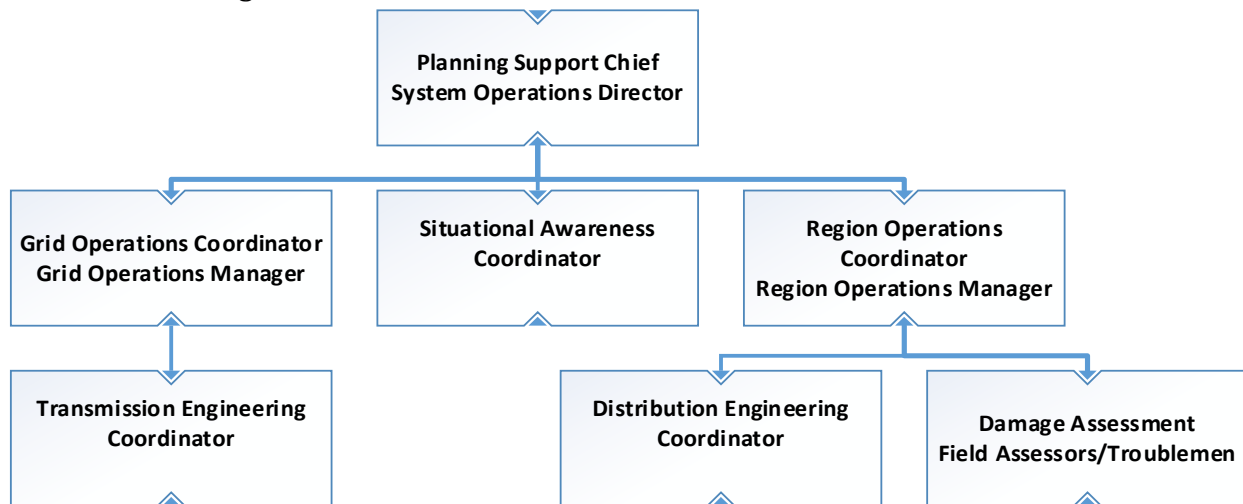 Planning Support Chief
System Operations Director
Grid Operations Coordinator
Grid Operations Manager
Situational Awareness
Coordinator
Region Operations
Coordinator
Region Operations Manager
Transmission Engineering
Coordinator
Distribution Engineering
Coordinator
Damage Assessment
Field Assessors/Troublemen